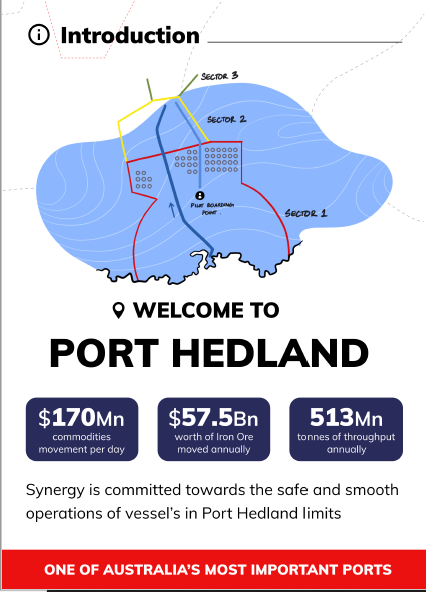 Introduction
SECTOR 3
SECTOR 2
PILOT BOARDING
POINT
SECTOR 1
WELCOME TO
PORT HEDLAND
$170Mn
commodities
movement per day
$57.5Bn
worth of Iron Ore
moved annually
513Mn
tonnes of throughput
annually
Synergy is committed towards the safe and smooth
operations of vessel's in Port Hedland limits
ONE OF AUSTRALIA'S MOST IMPORTANT PORTS